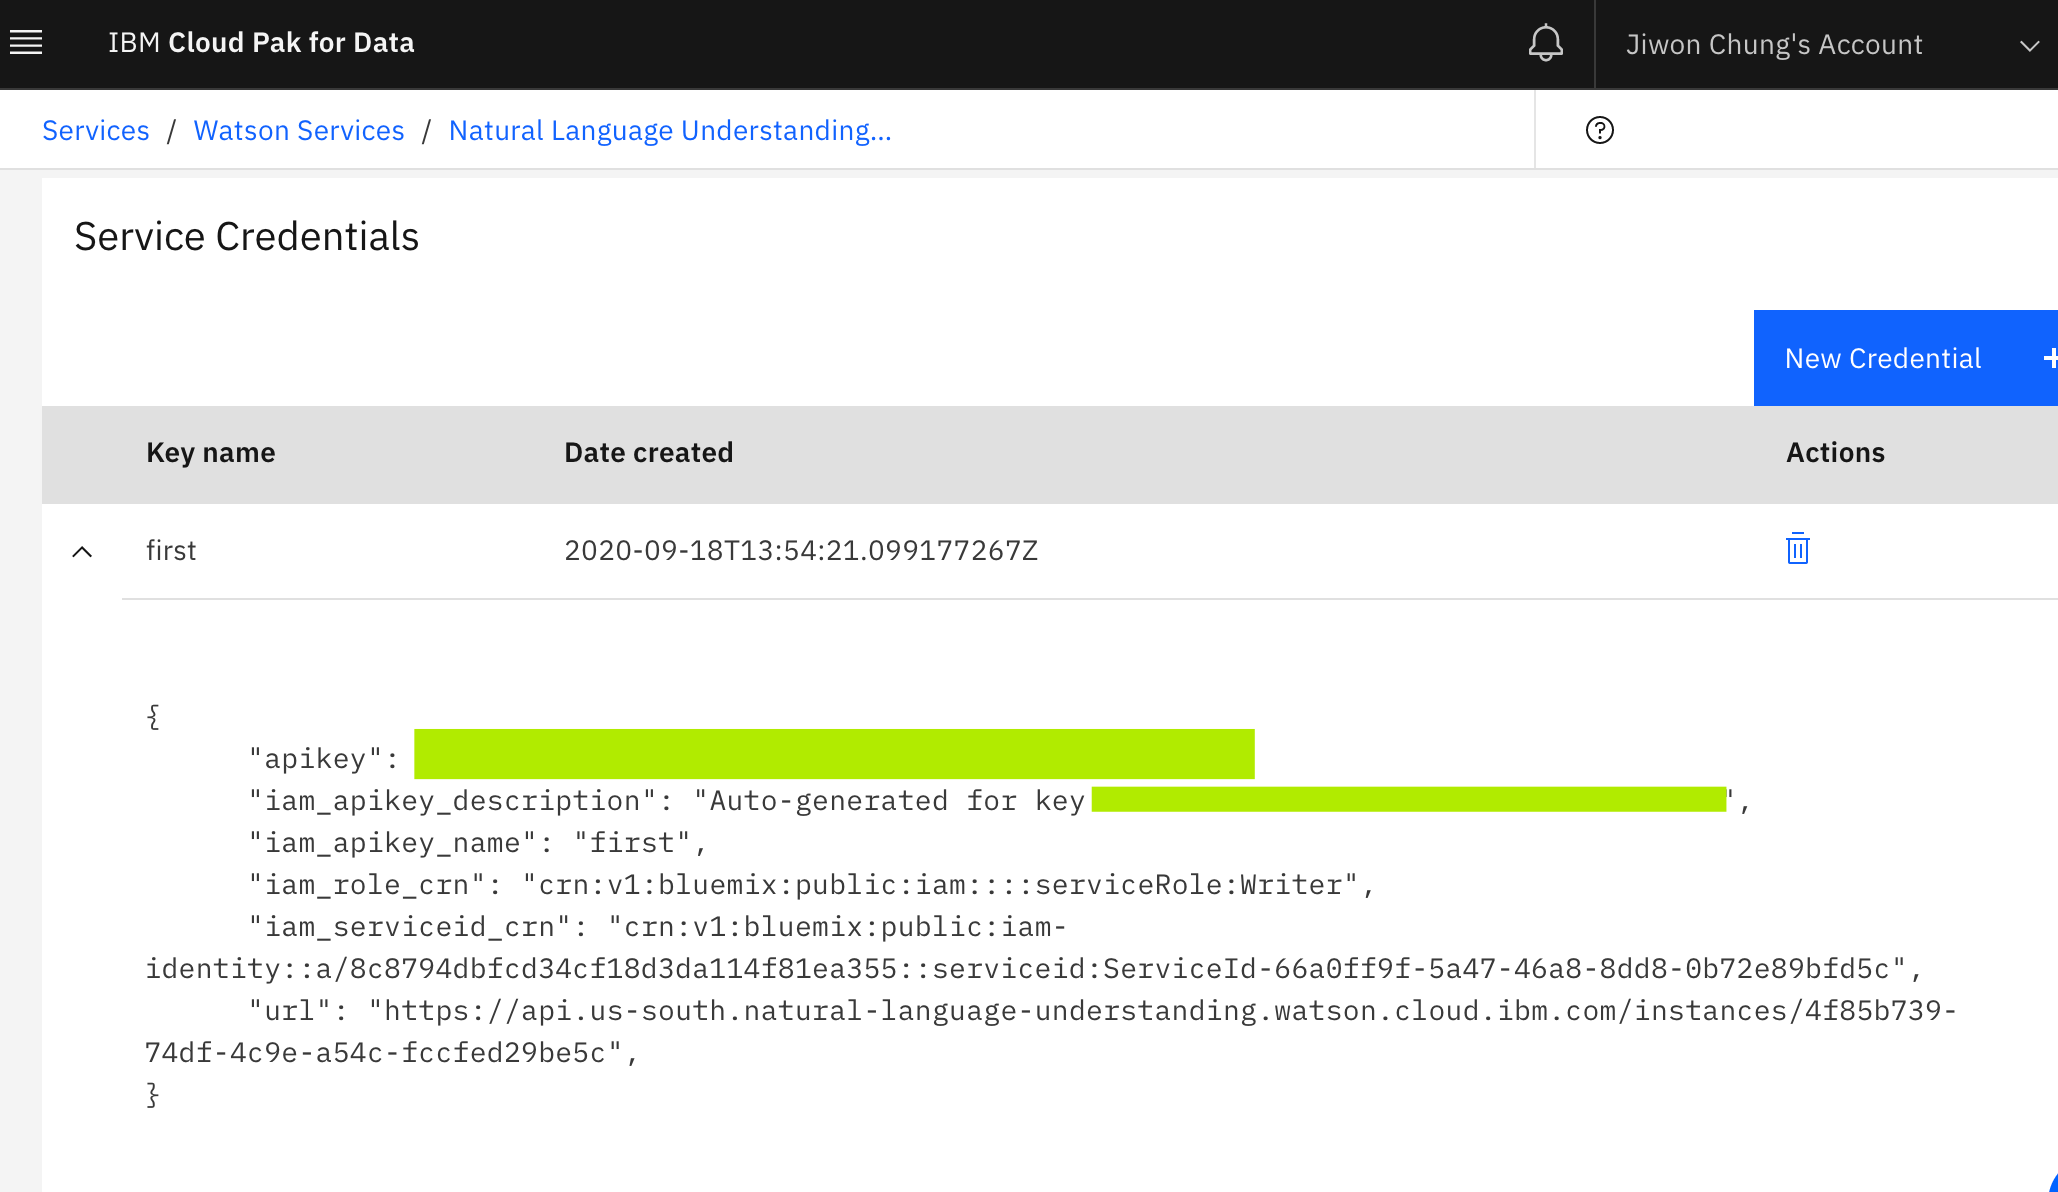 IBM Cloud Pak for Data
Jiwon Chung's Account
Services / Watson Services / Natural Language Understanding...
Service Credentials
New Credential +
Key name Date created Actions
first 2020-09-18T13:54:21.099177267Z
{
"apikey":
"iam_apikey_description": "Auto-generated for key ",
"iam_apikey_name": "first",
"iam_role_crn": "crn:v1:bluemix:public:iam::::serviceRole:Writer",
"iam_serviceid_crn": "crn:v1:bluemix:public:iam-
identity::a/8c8794dbfcd34cf18d3da114f81ea355::serviceid:ServiceId-66a0ff9f-5a47-46a8-8dd8-0b72e89bfd5c",
"url": "https://api.us-south.natural-language-understanding.watson.cloud.ibm.com/instances/4f85b739-
74df-4c9e-a54c-fccfed29be5c",
}